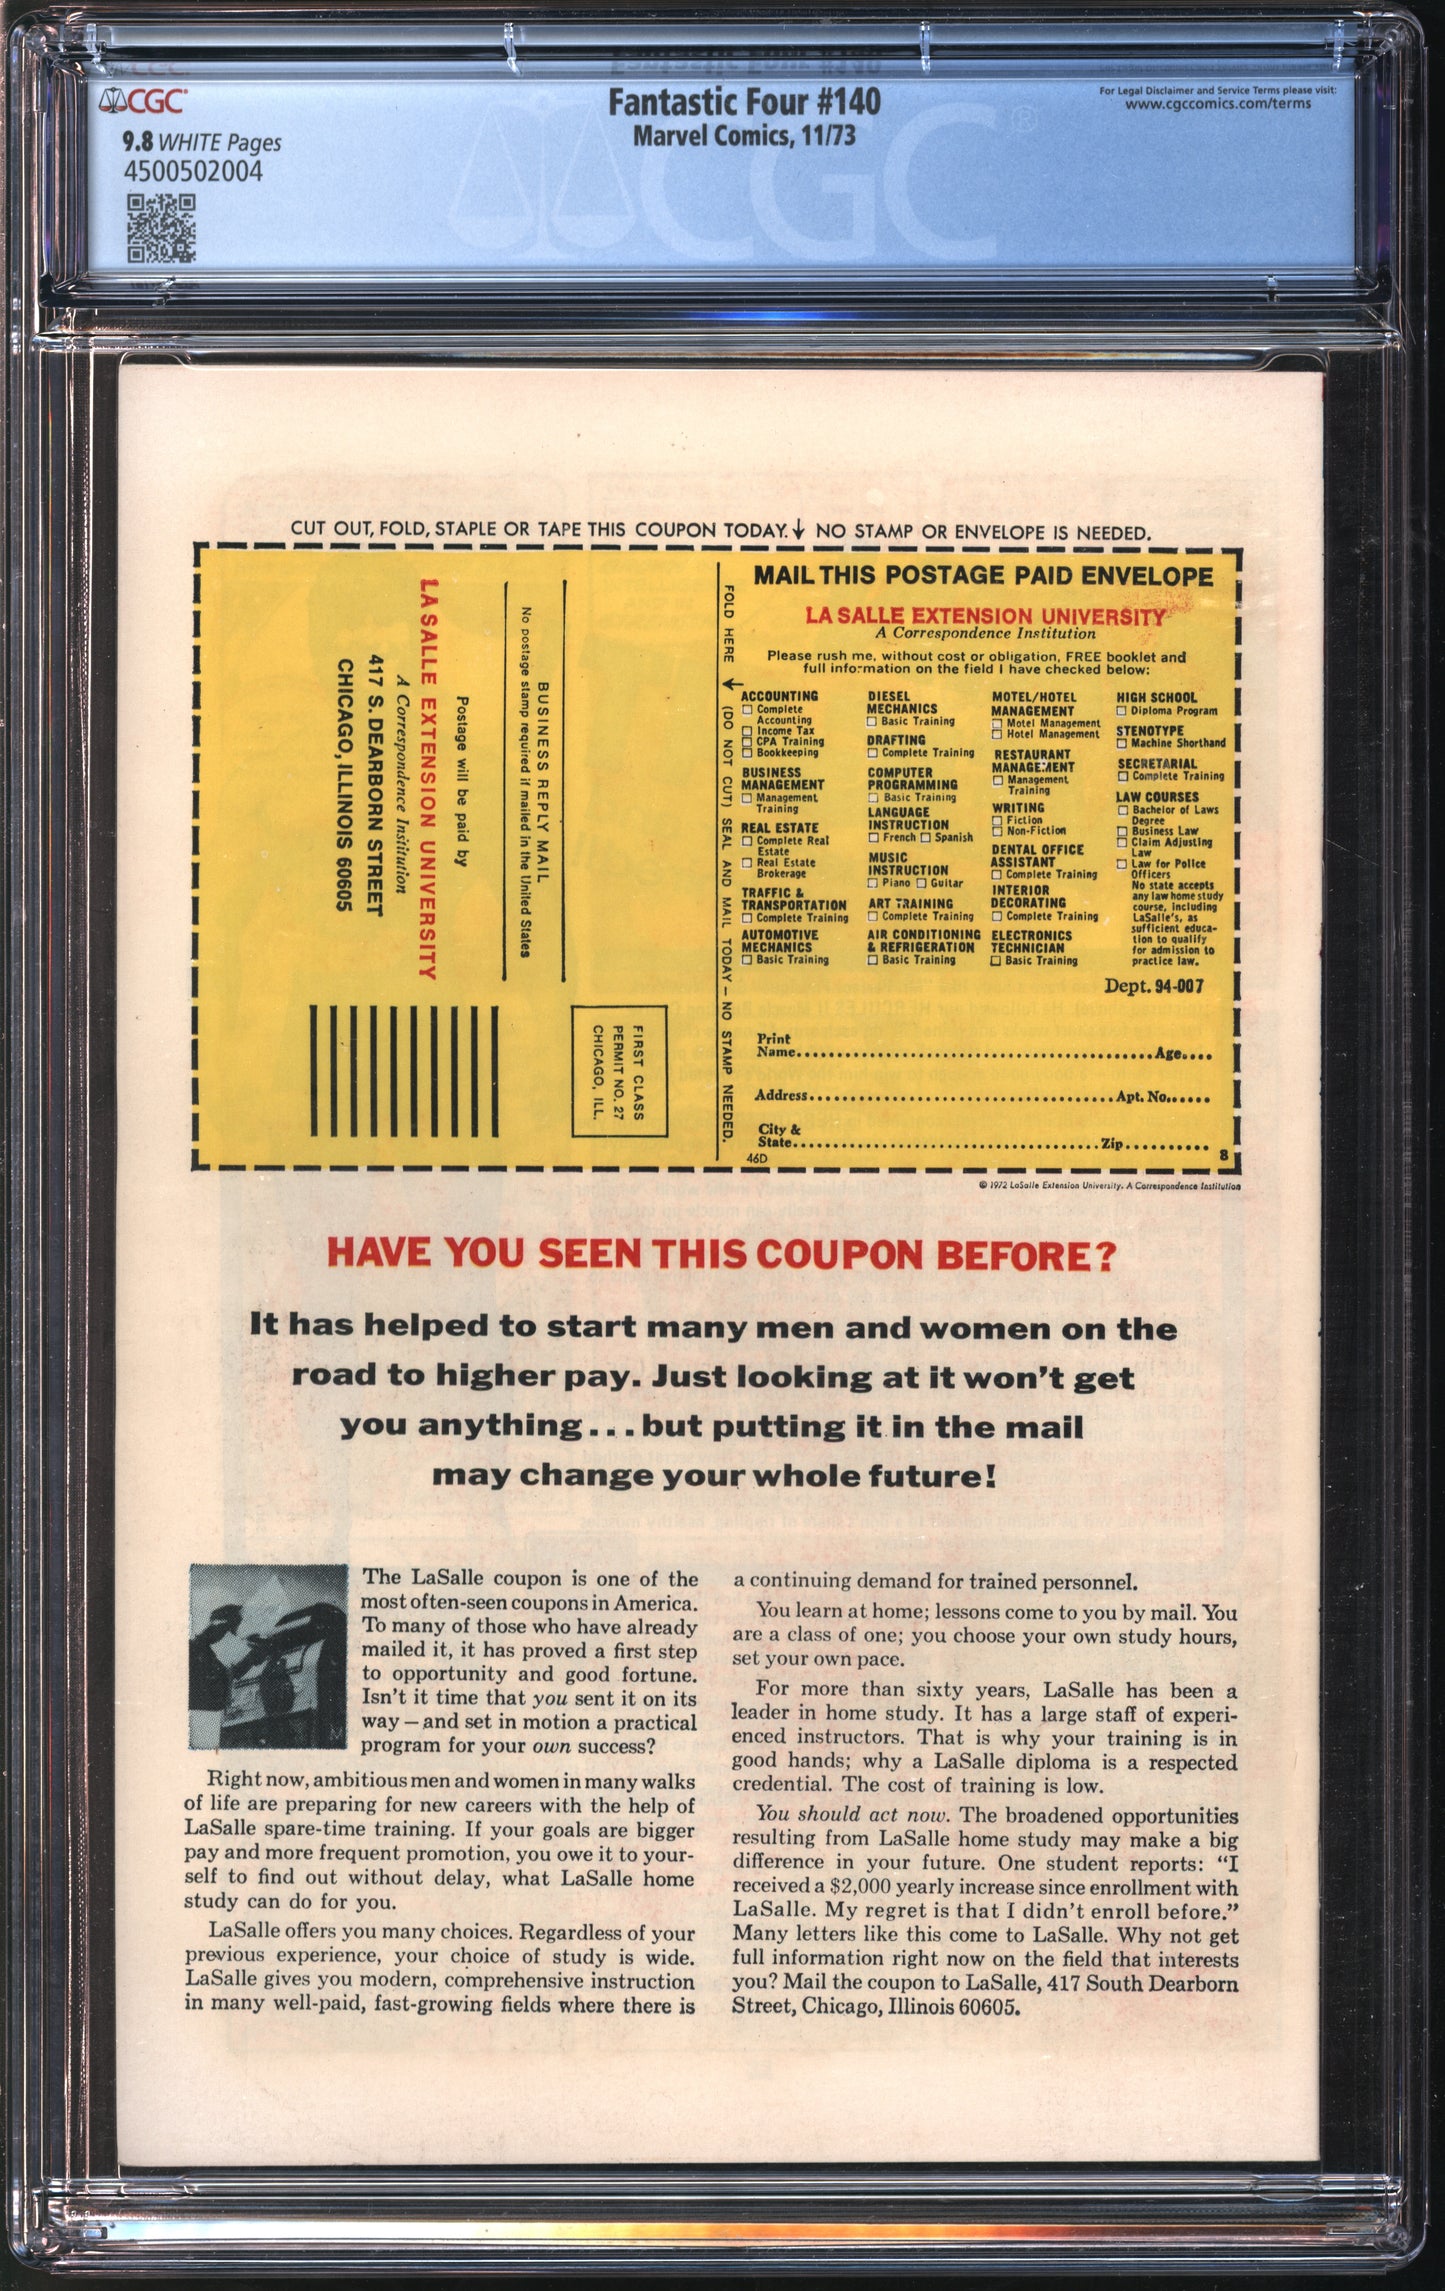 CGC
Fantastic Four #140
Marvel Comics, 11/73
For Legal Disclaimer and Service Terms please visit:
www.cgccomics.com/terms
9.8 WHITE Pages
4500502004
CGC
CUT OUT, FOLD, STAPLE OR TAPE THIS COUPON TODAY. NO STAMP OR ENVELOPE IS NEEDED.
BUSINESS REPLY MAIL
No postage stamp required if mailed in the United States
Postage will be paid by
LA SALLE EXTENSION UNIVERSITY
A Correspondence Institution
417 S. DEARBORN STREET
CHICAGO, ILLINOIS 60605
FIRST CLASS
PERMIT NO. 27
CHICAGO, ILL.
FOLD HERE (DO NOT CUT) SEAL AND MAIL TODAY — NO STAMP NEEDED.
MAIL THIS POSTAGE PAID ENVELOPE
LA SALLE EXTENSION UNIVERSITY
A Correspondence Institution
Please rush me, without cost or obligation, FREE booklet and
full information on the field I have checked below:
ACCOUNTING
Complete
Accounting
Income Tax
CPA Training
Bookkeeping
BUSINESS
MANAGEMENT
Management
Training
REAL ESTATE
Complete Real
Estate
Real Estate
Brokerage
TRAFFIC &
TRANSPORTATION
Complete Training
AUTOMOTIVE
MECHANICS
Basic Training
DIESEL
MECHANICS
Basic Training
DRAFTING
Complete Training
COMPUTER
PROGRAMMING
Basic Training
LANGUAGE
INSTRUCTION
French Spanish
MUSIC
INSTRUCTION
Piano Guitar
ART TRAINING
Complete Training
AIR CONDITIONING
& REFRIGERATION
Basic Training
MOTEL/HOTEL
MANAGEMENT
Motel Management
Hotel Management
RESTAURANT
MANAGEMENT
Management
Training
WRITING
Fiction
Non-Fiction
DENTAL OFFICE
ASSISTANT
Complete Training
INTERIOR
DECORATING
Complete Training
ELECTRONICS
TECHNICIAN
Basic Training
HIGH SCHOOL
Diploma Program
STENOTYPE
Machine Shorthand
SECRETARIAL
Complete Training
LAW COURSES
Bachelor of Laws
Degree
Business Law
Claim Adjusting
Law
Law for Police
Officers
No state accepts
any law home study
course, including
LaSalle's, as
sufficient educa-
tion to qualify
for admission to
practice law.
Dept. 94-007
Print
Name Age
Address Apt. No.
City &
State Zip
46D 8
© 1972 LaSalle Extension University. A Correspondence Institution
HAVE YOU SEEN THIS COUPON BEFORE?
It has helped to start many men and women on the
road to higher pay. Just looking at it won't get
you anything...but putting it in the mail
may change your whole future!
The LaSalle coupon is one of the
most often-seen coupons in America.
To many of those who have already
mailed it, it has proved a first step
to opportunity and good fortune.
Isn't it time that you sent it on its
way — and set in motion a practical
program for your own success?
Right now, ambitious men and women in many walks
of life are preparing for new careers with the help of
LaSalle spare-time training. If your goals are bigger
pay and more frequent promotion, you owe it to your-
self to find out without delay, what LaSalle home
study can do for you.
LaSalle offers you many choices. Regardless of your
previous experience, your choice of study is wide.
LaSalle gives you modern, comprehensive instruction
in many well-paid, fast-growing fields where there is
a continuing demand for trained personnel.
You learn at home; lessons come to you by mail. You
are a class of one; you choose your own study hours,
set your own pace.
For more than sixty years, LaSalle has been a
leader in home study. It has a large staff of experi-
enced instructors. That is why your training is in
good hands; why a LaSalle diploma is a respected
credential. The cost of training is low.
You should act now. The broadened opportunities
resulting from LaSalle home study may make a big
difference in your future. One student reports: "I
received a $2,000 yearly increase since enrollment with
LaSalle. My regret is that I didn't enroll before."
Many letters like this come to LaSalle. Why not get
full information right now on the field that interests
you? Mail the coupon to LaSalle, 417 South Dearborn
Street, Chicago, Illinois 60605.